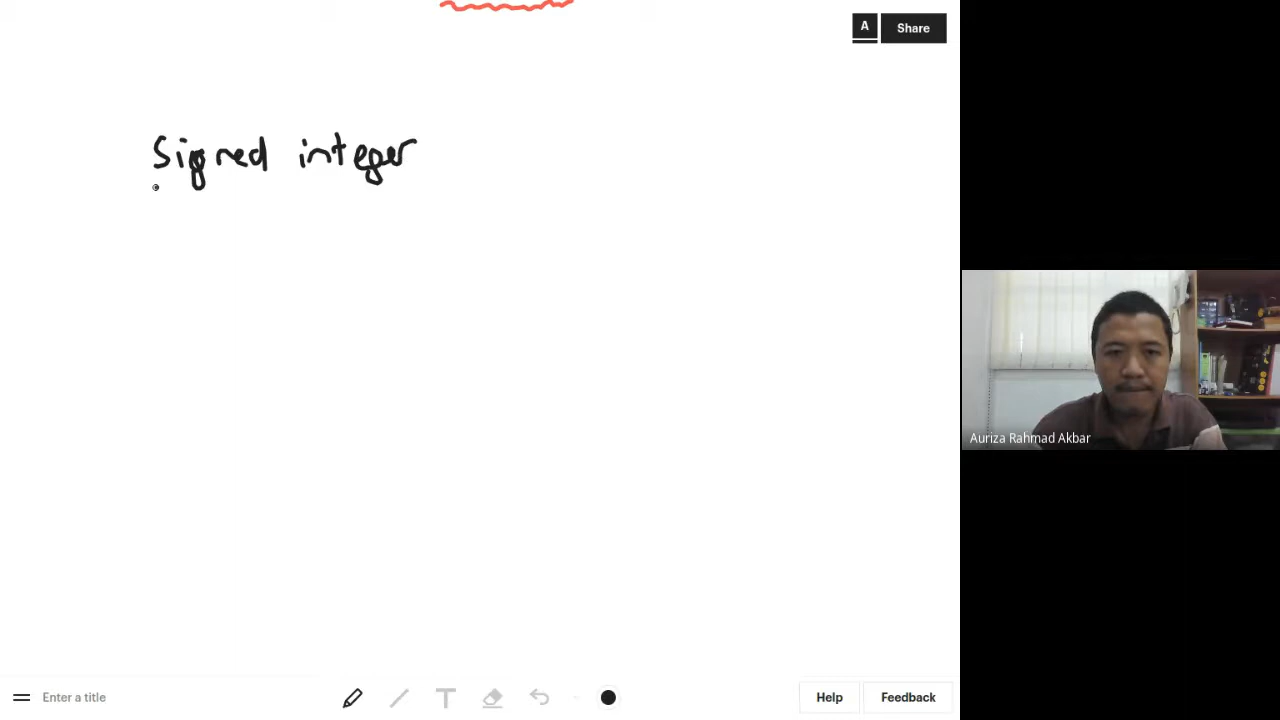 A
Share
Signed integer
Auriza Rahmad Akbar
Enter a title
T
Help
Feedback